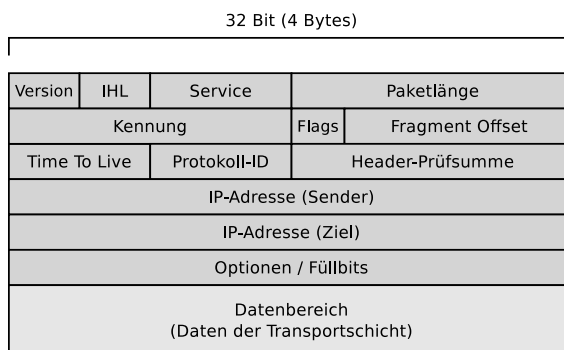 32 Bit (4 Bytes)
Version IHL Service Paketlänge
Kennung Flags Fragment Offset
Time To Live Protokoll-ID Header-Prüfsumme
IP-Adresse (Sender)
IP-Adresse (Ziel)
Optionen / Füllbits
Datenbereich
(Daten der Transportschicht)